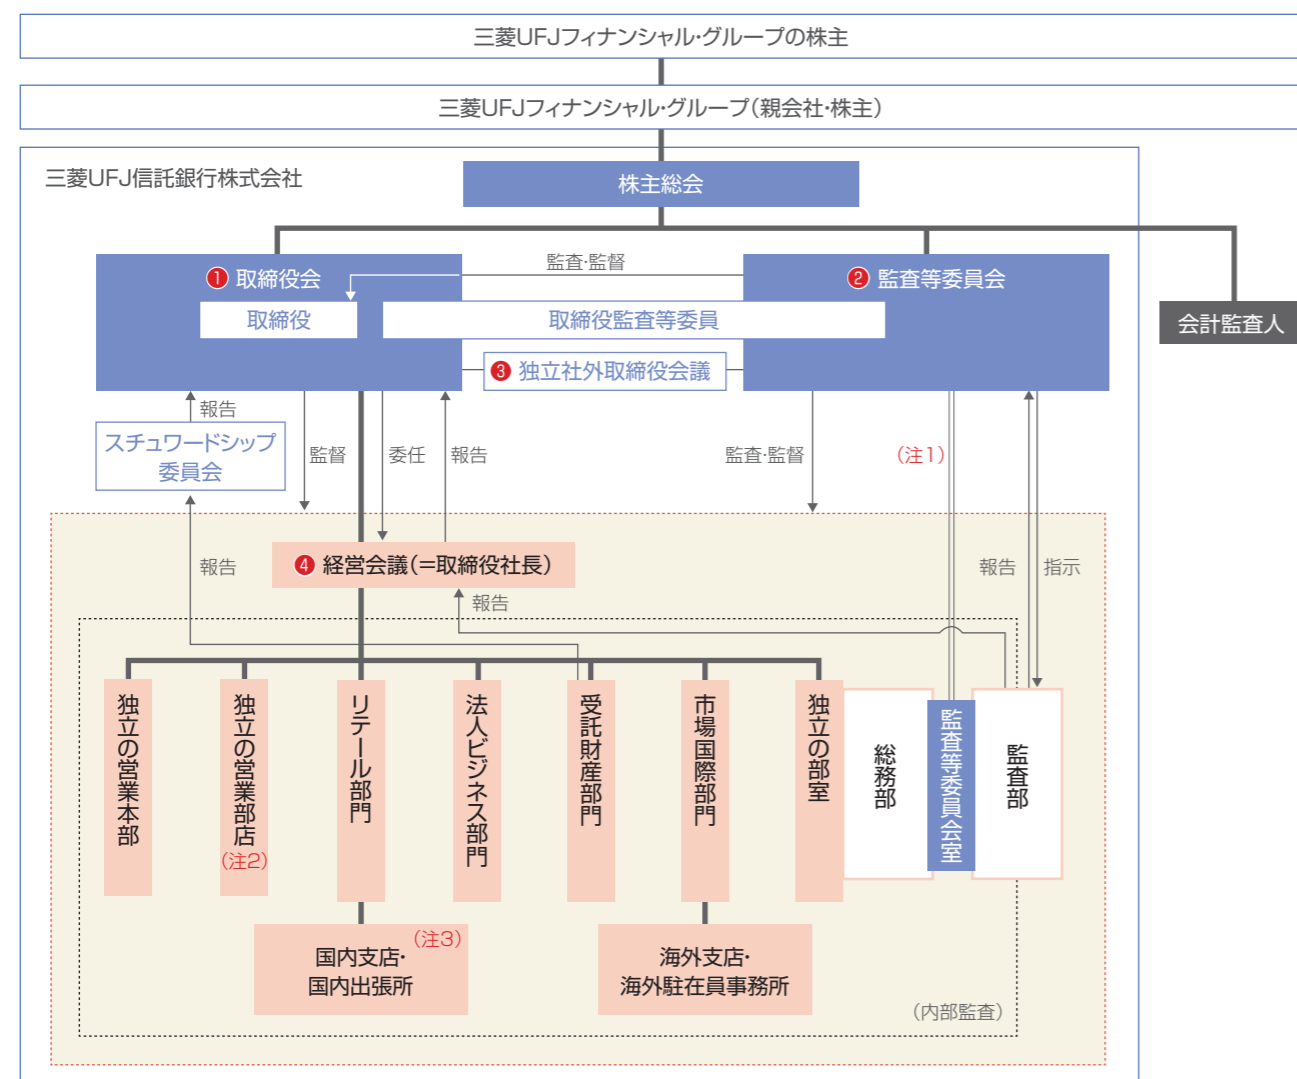 三菱UFJフィナンシャル・グループの株主
三菱UFJフィナンシャル・グループ（親会社・株主）
三菱UFJ信託銀行株式会社
株主総会
❶ 取締役会
監査・監督
❷ 監査等委員会
取締役
取締役監査等委員
会計監査人
❸ 独立社外取締役会議
報告
スチュワードシップ
委員会
監督
委任
報告
監査・監督
（注1）
報告
❹ 経営会議（=取締役社長）
報告
指示
報告
独立の営業本部
独立の営業部店
（注2）
リテール部門
法人ビジネス部門
受託財産部門
市場国際部門
独立の部室
総務部
監査等委員会室
監査部
国内支店・
国内出張所
（注3）
海外支店・
海外駐在員事務所
（内部監査）